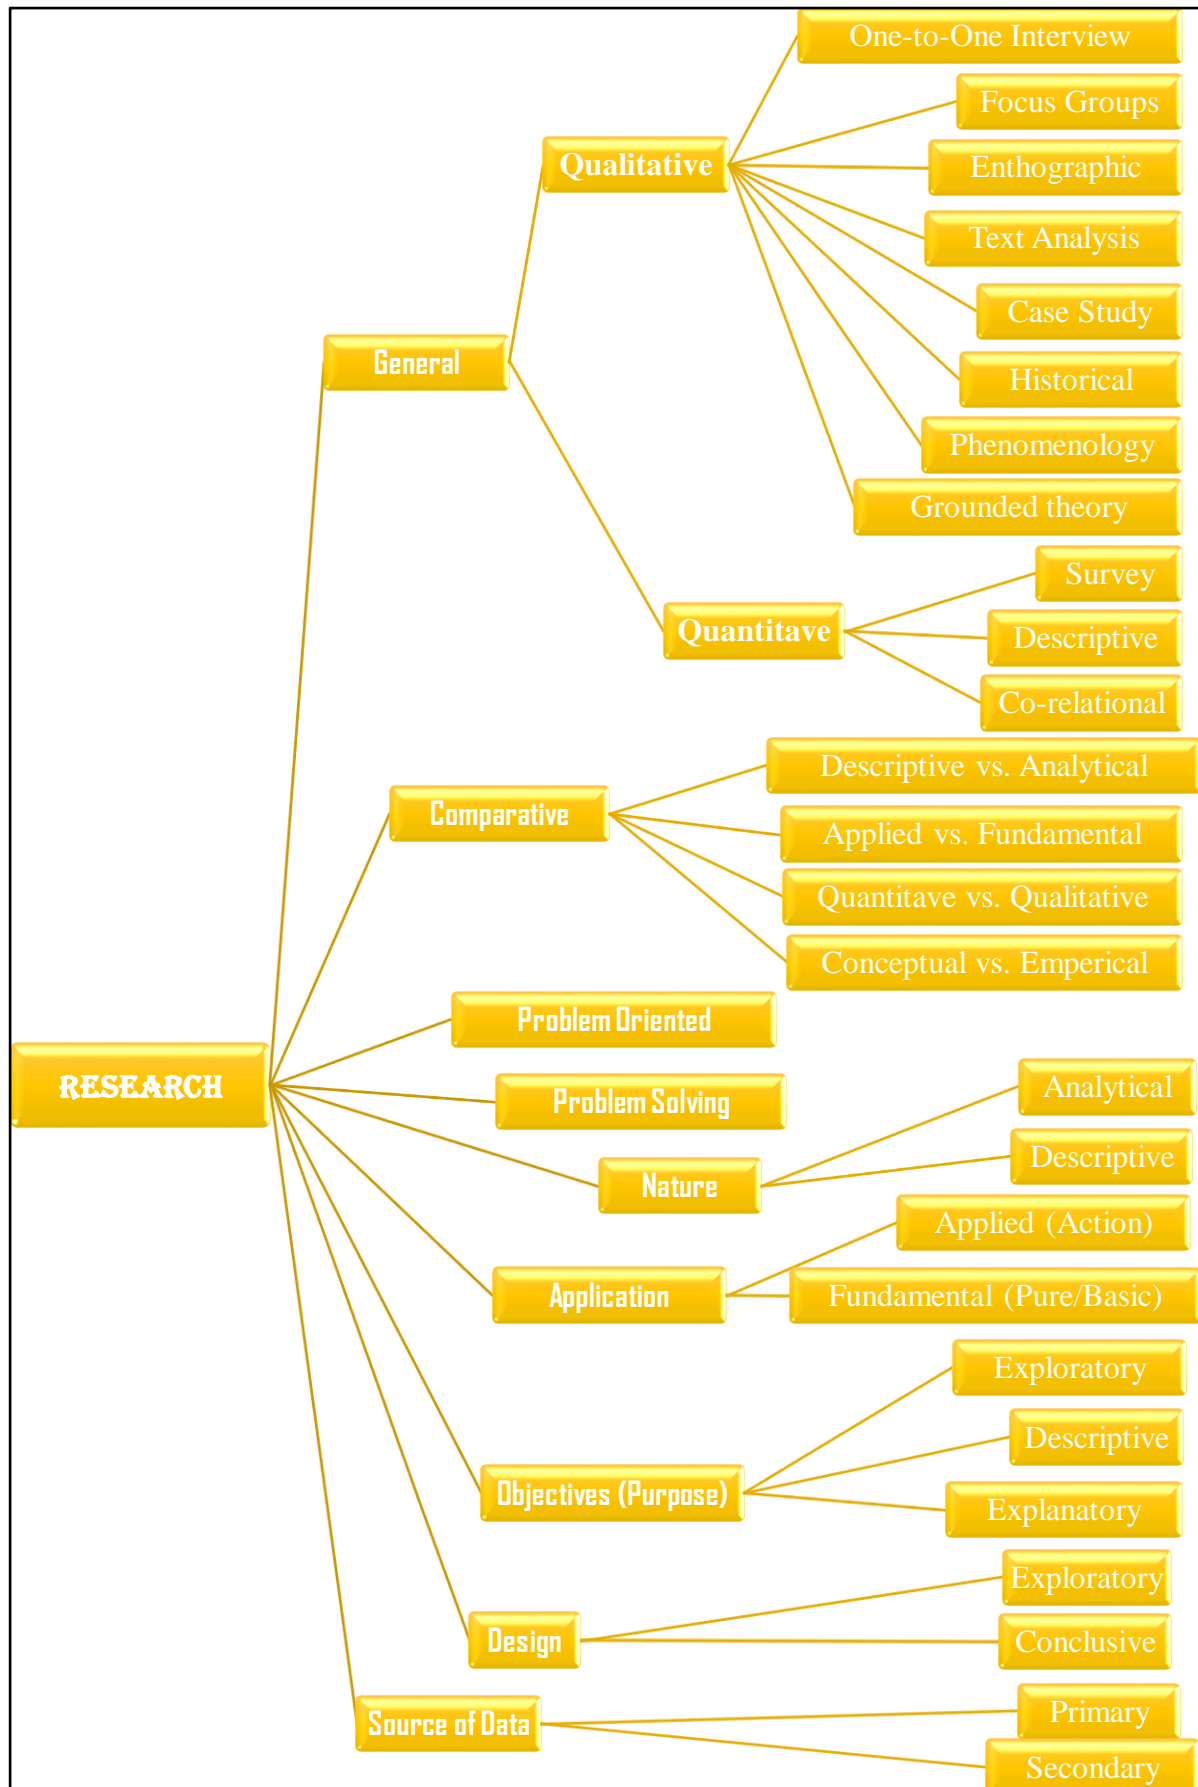 One-to-One Interview
Focus Groups
Qualitative
Enthographic
Text Analysis
Case Study
General
Historical
Phenomenology
Grounded theory
Survey
Quantitave
Descriptive
Co-relational
Descriptive vs. Analytical
Comparative
Applied vs. Fundamental
Quantitave vs. Qualitative
Conceptual vs. Emperical
Problem Oriented
RESEARCH
Problem Solving
Analytical
Nature
Descriptive
Applied (Action)
Application
Fundamental (Pure/Basic)
Exploratory
Descriptive
Objectives (Purpose)
Explanatory
Exploratory
Design
Conclusive
Source of Data
Primary
Secondary